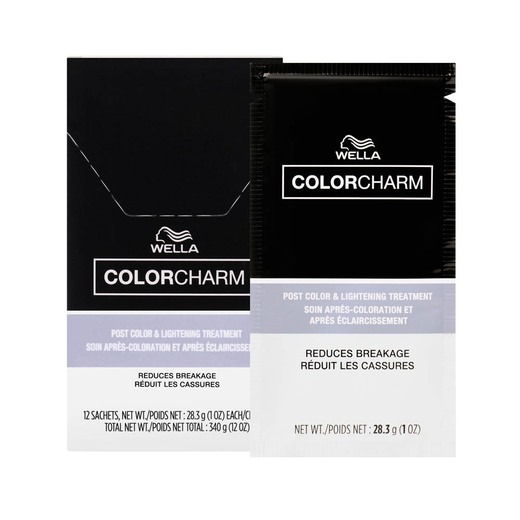 WELLA
COLORCHARM
POST COLOR & LIGHTENING TREATMENT
SOIN APRÈS-COLORATION ET APRÈS ÉCLAIRCISSEMENT
REDUCES BREAKAGE
RÉDUIT LES CASSURES
12 SACHETS, NET WT./POIDS NET : 28.3 g (1 OZ) EACH/
TOTAL NET WT./POIDS NET TOTAL : 340 g (12 OZ)
WELLA
COLORCHARM
POST COLOR & LIGHTENING TREATMENT
SOIN APRÈS-COLORATION ET
APRÈS ÉCLAIRCISSEMENT
REDUCES BREAKAGE
RÉDUIT LES CASSURES
NET WT./POIDS NET : 28.3 g (1 OZ)